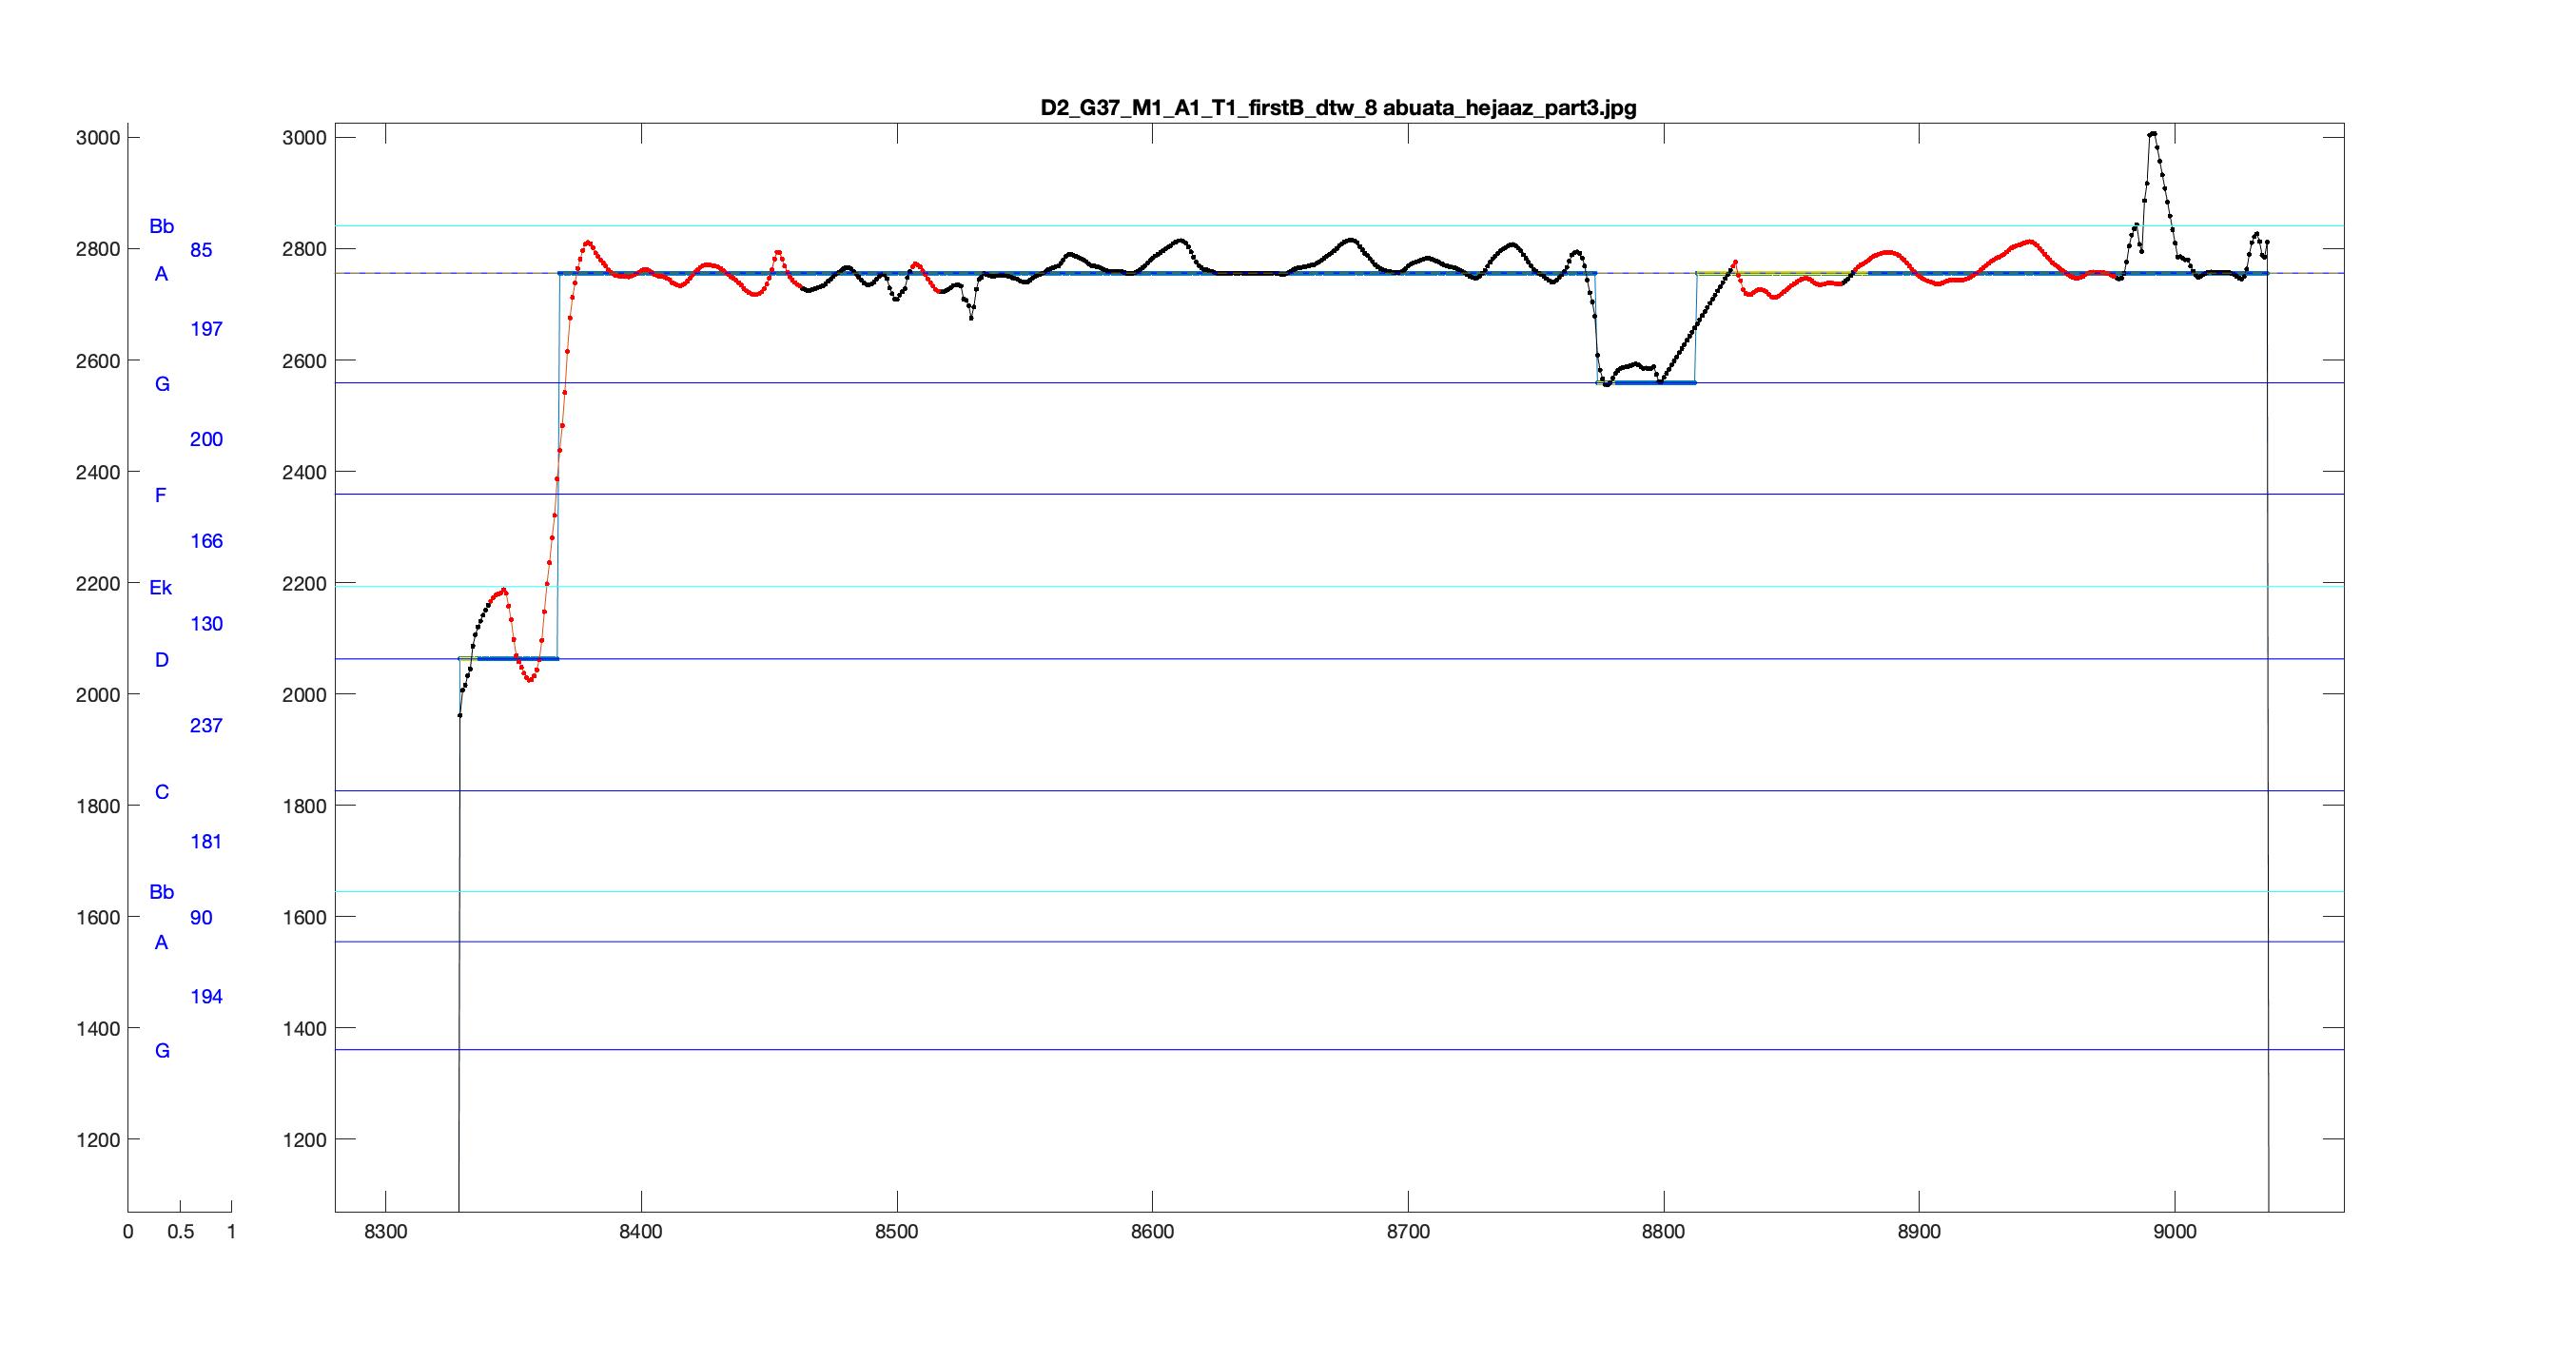 D2_G37_M1_A1_T1_firstB_dtw_8 abuata_hejaaz_part3.jpg
3000 3000
Bb
2800 85 2800
A
197
2600 2600
G
200
2400 2400
F
166
2200 Ek 2200
130
D
2000 2000
237
C
1800 1800
181
Bb
1600 90 1600
A
194
1400 1400
G
1200 1200
0 0.5 1 8300 8400 8500 8600 8700 8800 8900 9000